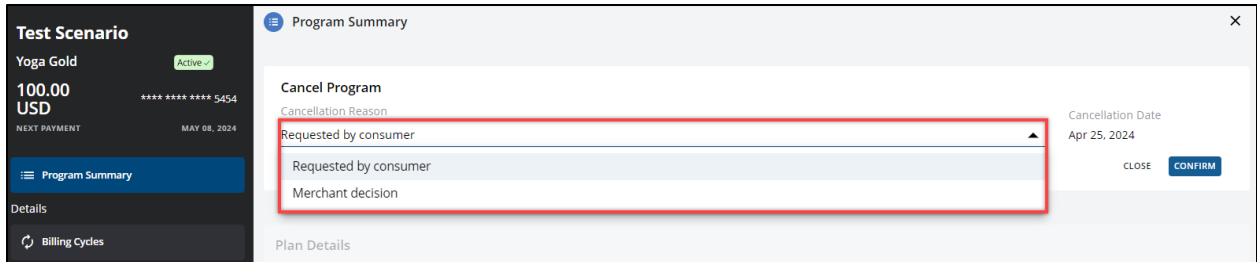 Test Scenario
Yoga Gold
Active
100.00
USD
**** **** **** 5454
NEXT PAYMENT
MAY 08, 2024
Program Summary
Details
Billing Cycles
Program Summary
Cancel Program
Cancellation Reason
Requested by consumer
Requested by consumer
Merchant decision
Cancellation Date
Apr 25, 2024
CLOSE
CONFIRM
Plan Details